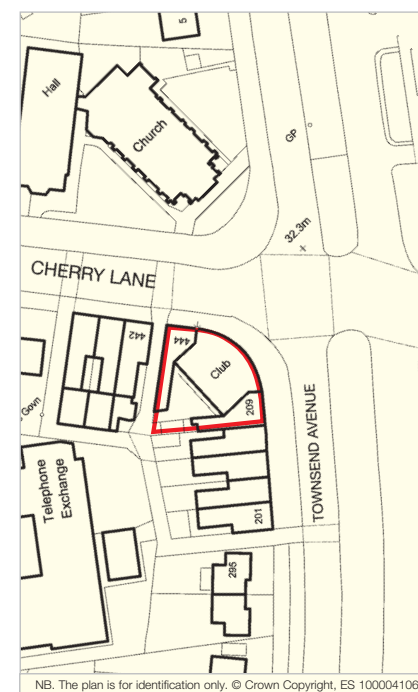 5
Hall
Church
GP
32.3m
CHERRY LANE
442
444
Club
209
Govn
Telephone
Exchange
TOWNSEND AVENUE
201
295
NB. The plan is for identification only. © Crown Copyright, ES 100004106